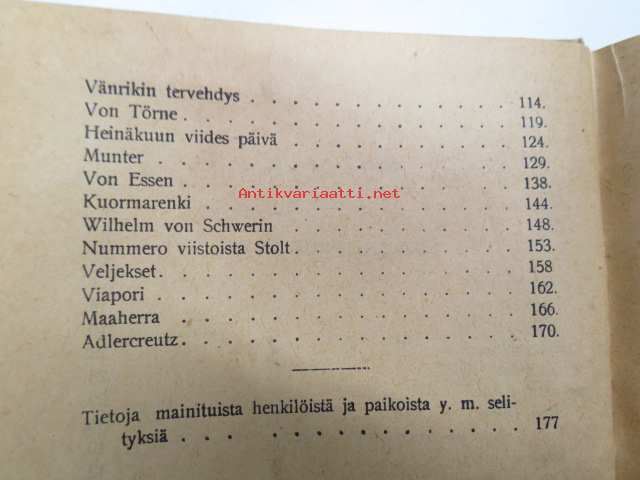 Vänrikin tervehdys . . . . . . . . . . . 114.
Von Törne . . . . . . . . . . . . . 119.
Heinäkuun viides päivä . . . . . . . . . 124.
Munter . . . . . . . . . . . . . . 129.
Von Essen . . . . . . . . . . . . . 138.
Antikvariaatti.net
Kuormarenki . . . . . . . . . . . . 144.
Wilhelm von Schwerin . . . . . . . . . 148.
Nummero viistoista Stolt . . . . . . . . . 153.
Veljekset . . . . . . . . . . . . . 158
Viapori . . . . . . . . . . . . . . 162.
Maaherra . . . . . . . . . . . . . 166.
Adlercreutz . . . . . . . . . . . . . 170.
Tietoja mainituista henkilöistä ja paikoista y. m. seli-
tyksiä . . . . . . . . . . . . . 177